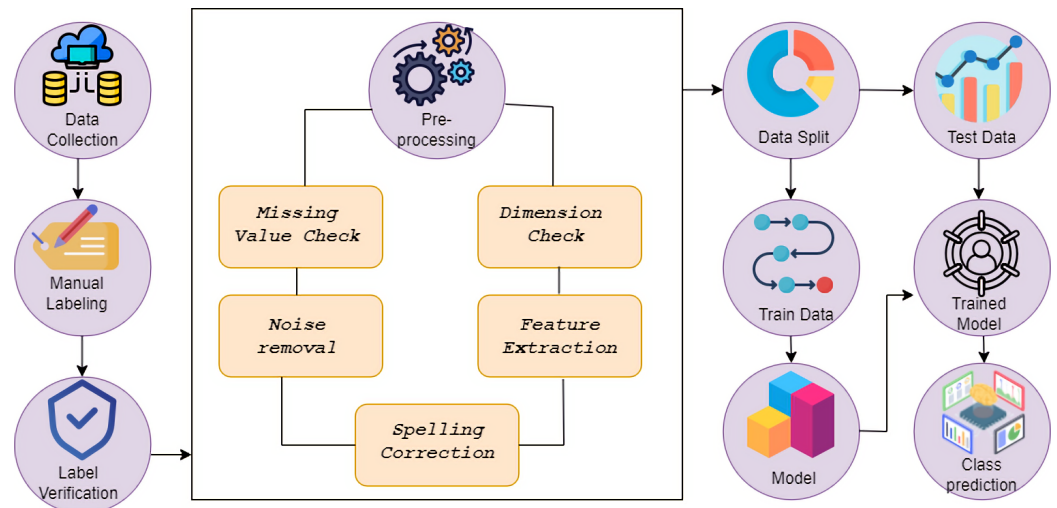 Data
Collection
Manual
Labeling
Label
Verification
Pre-
processing
Missing
Value Check
Noise
removal
Spelling
Correction
Feature
Extraction
Dimension
Check
Data Split
Train Data
Model
Test Data
Trained
Model
Class
prediction